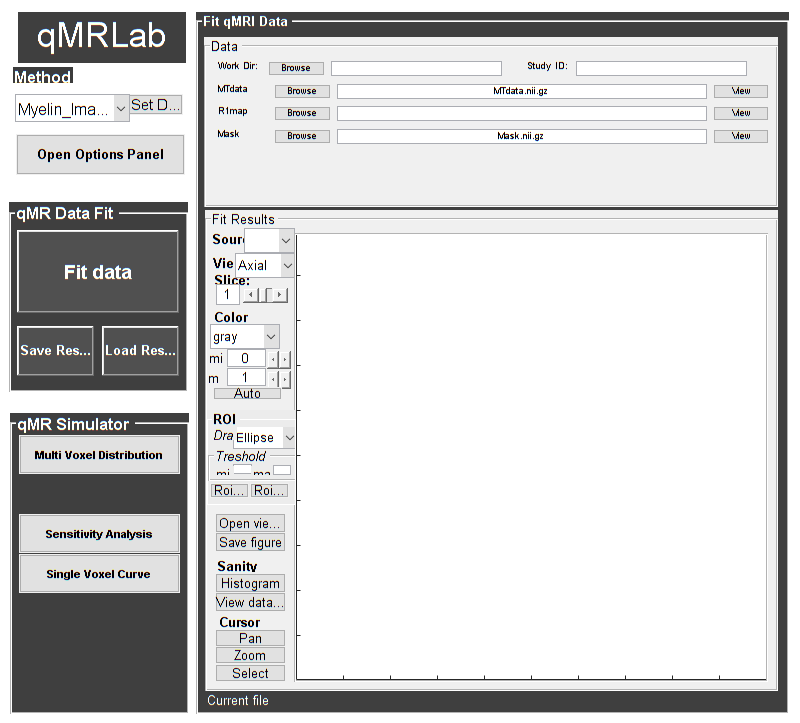 qMRLab
Method
Myelin_Ima...
Set D...
Open Options Panel
qMR Data Fit
Fit data
Save Res...
Load Res...
qMR Simulator
Multi Voxel Distribution
Sensitivity Analysis
Single Voxel Curve
Fit qMRI Data
Data
Work Dir:
Browse
Study ID:
MTdata
Browse
MTdata.nii.gz
View
R1map
Browse
View
Mask
Browse
Mask.nii.gz
View
Fit Results
Sour
Vie
Axial
Slice:
1
Color
gray
mi
0
m
1
Auto
ROI
Dra
Ellipse
Treshold
mi
ma
Roi...
Roi...
Open vie...
Save figure
Sanity
Histogram
View data...
Cursor
Pan
Zoom
Select
Current file